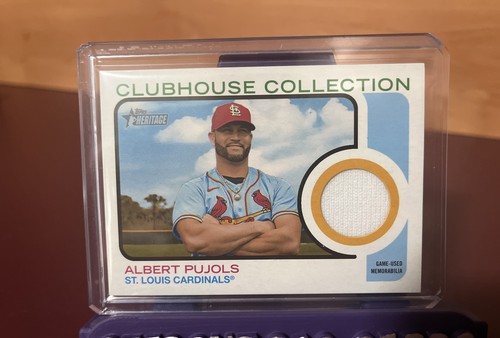 CLUBHOUSE COLLECTION
Topps
HERITAGE
ALBERT PUJOLS
ST. LOUIS CARDINALS®
GAME-USED
MEMORABILIA